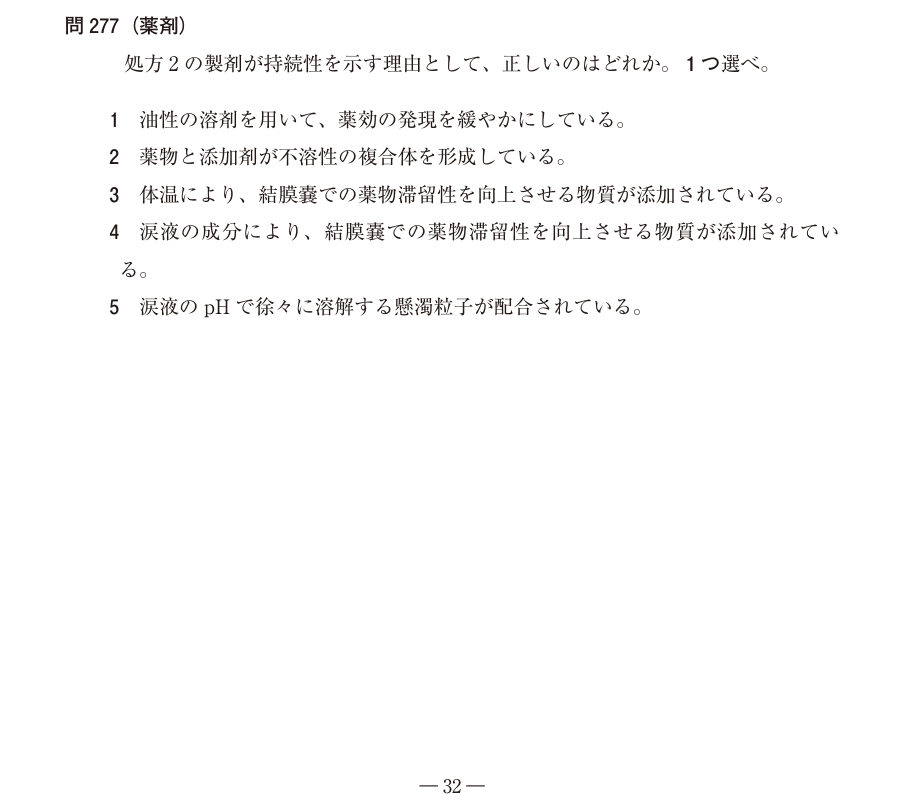 問 277（薬剤）
処方２の製剤が持続性を示す理由として、正しいのはどれか。１つ選べ。
1　油性の溶剤を用いて、薬効の発現を緩やかにしている。
2　薬物と添加剤が不溶性の複合体を形成している。
3　体温により、結膜嚢での薬物滞留性を向上させる物質が添加されている。
4　涙液の成分により、結膜嚢での薬物滞留性を向上させる物質が添加されてい
る。
5　涙液の pH で徐々に溶解する懸濁粒子が配合されている。
― 32 ―